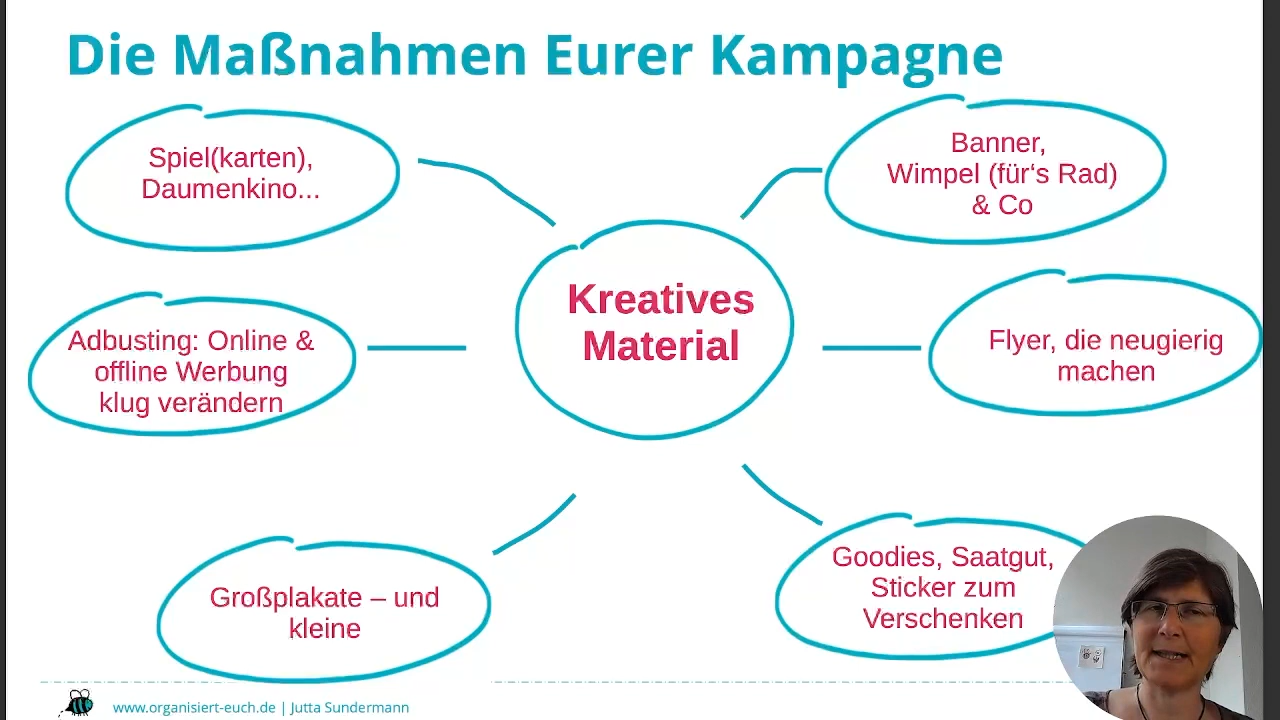 Die Maßnahmen Eurer Kampagne
Spiel(karten),
Daumenkino...
Banner,
Wimpel (für‘s Rad)
& Co
Kreatives
Material
Adbusting: Online &
offline Werbung
klug verändern
Flyer, die neugierig
machen
Großplakate – und
kleine
Goodies, Saatgut,
Sticker zum
Verschenken
www.organisiert-euch.de | Jutta Sundermann